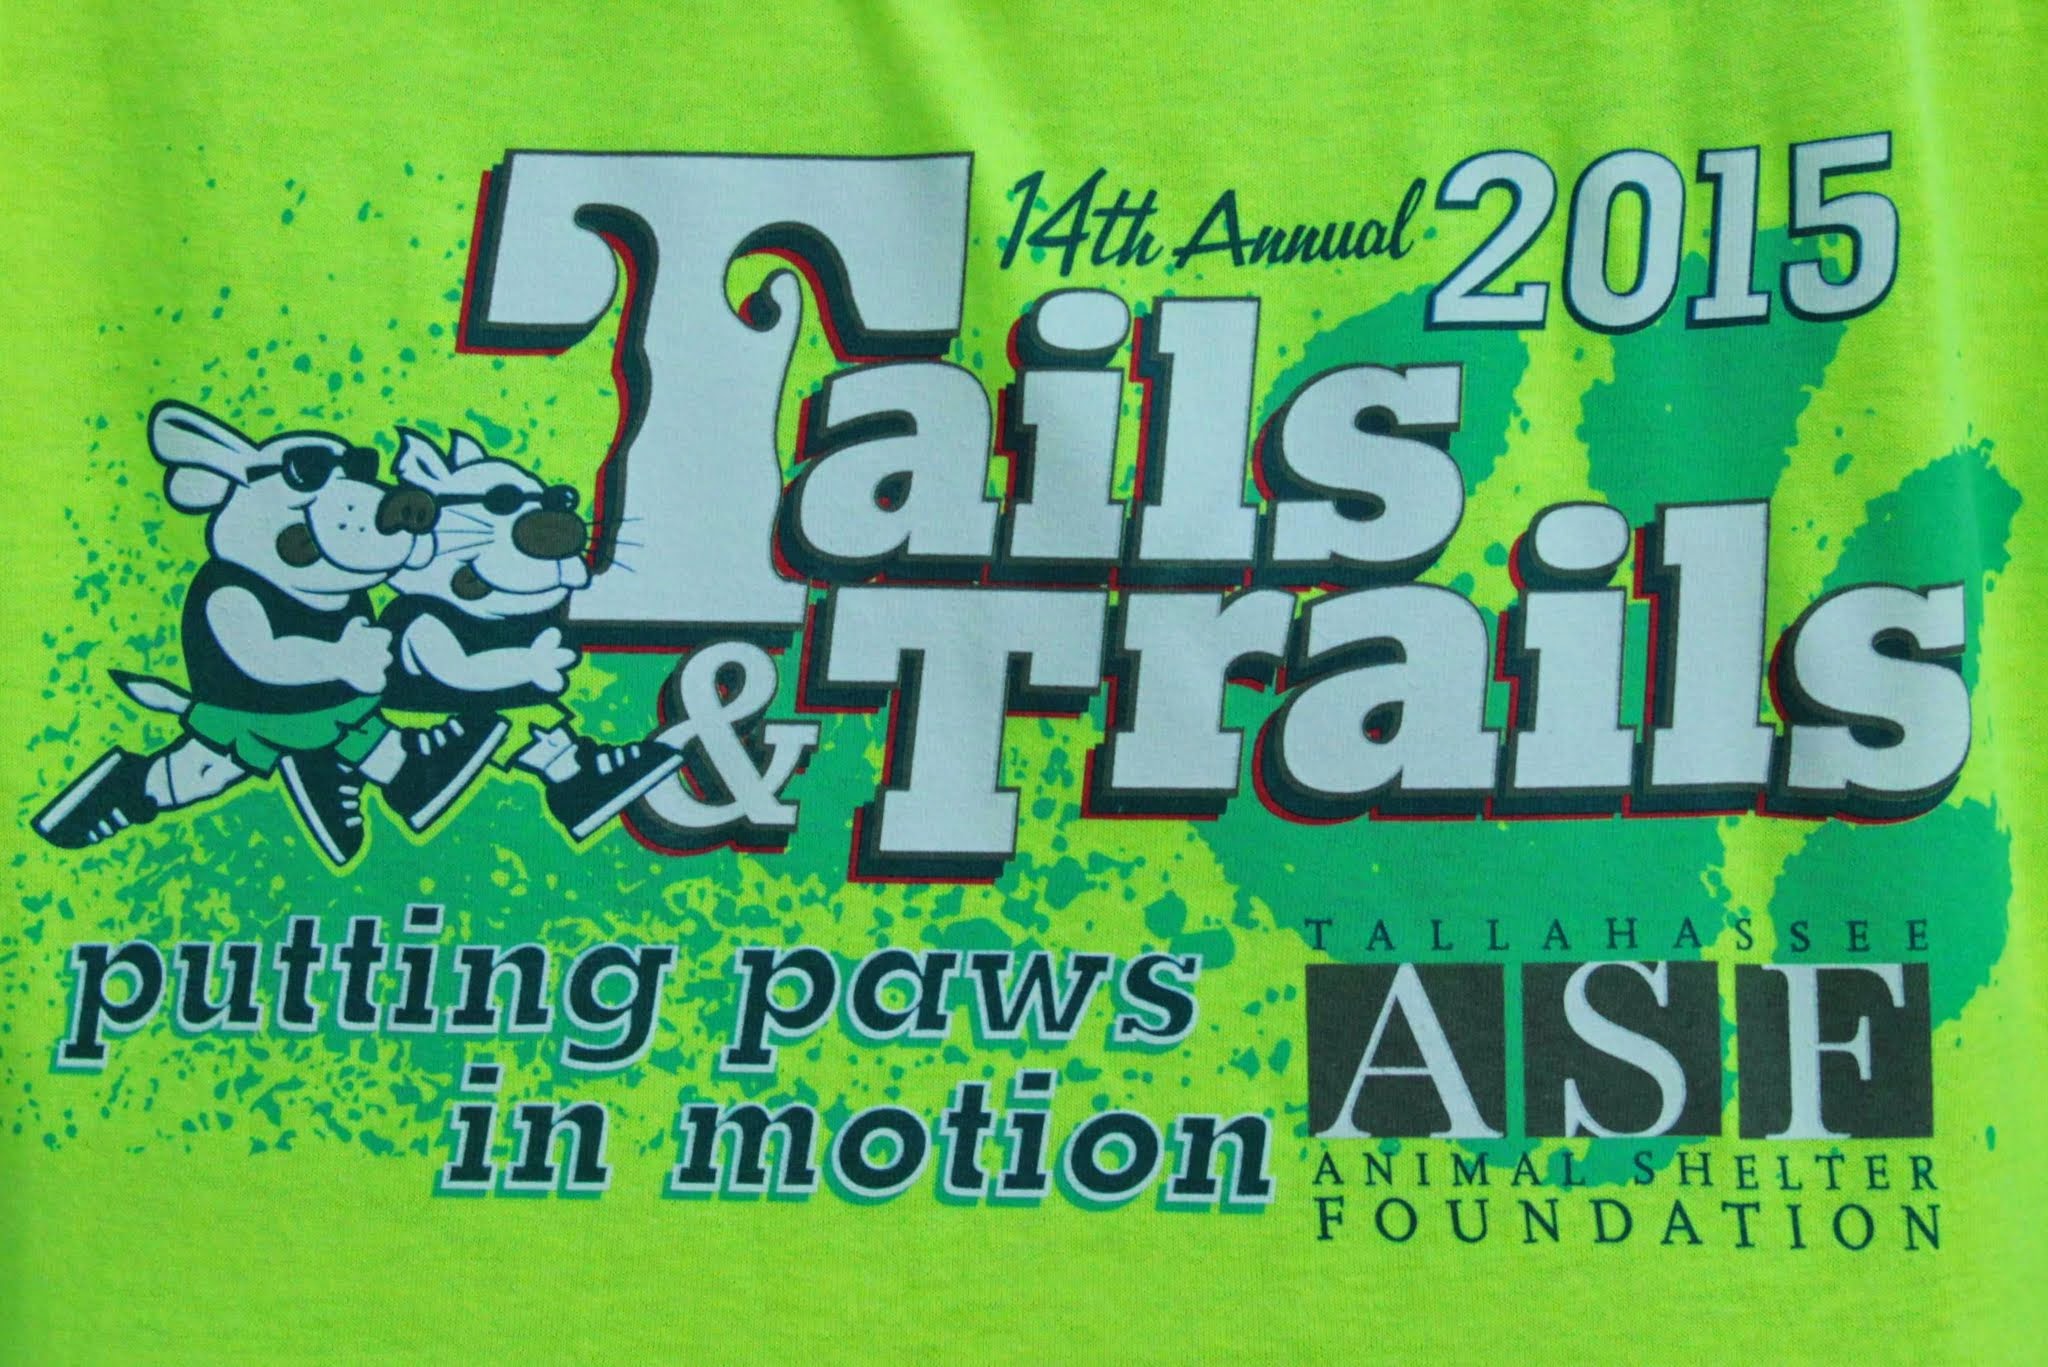 14th Annual 2015
Tails
& Trails
putting paws
in motion
TALLAHASSEE
ASF
ANIMAL SHELTER
FOUNDATION